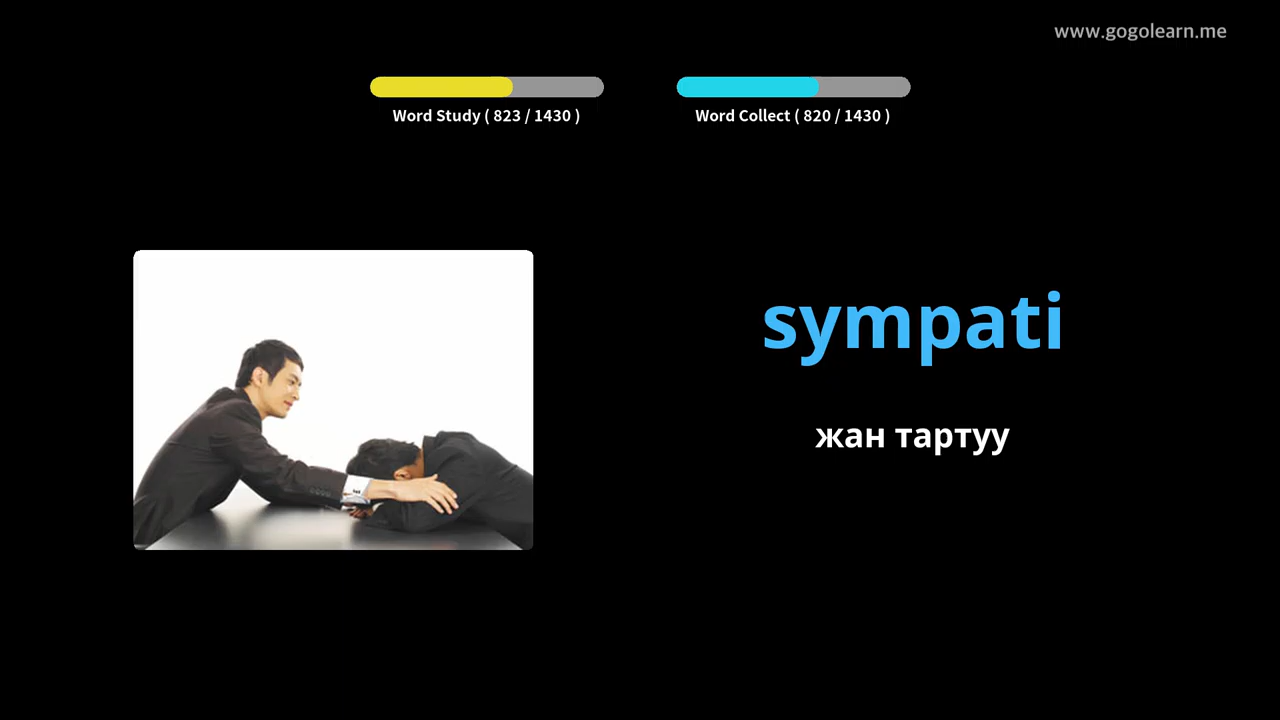 www.gogolearn.me
Word Study ( 823 / 1430 )
Word Collect ( 820 / 1430 )
sympati
жан тартуу